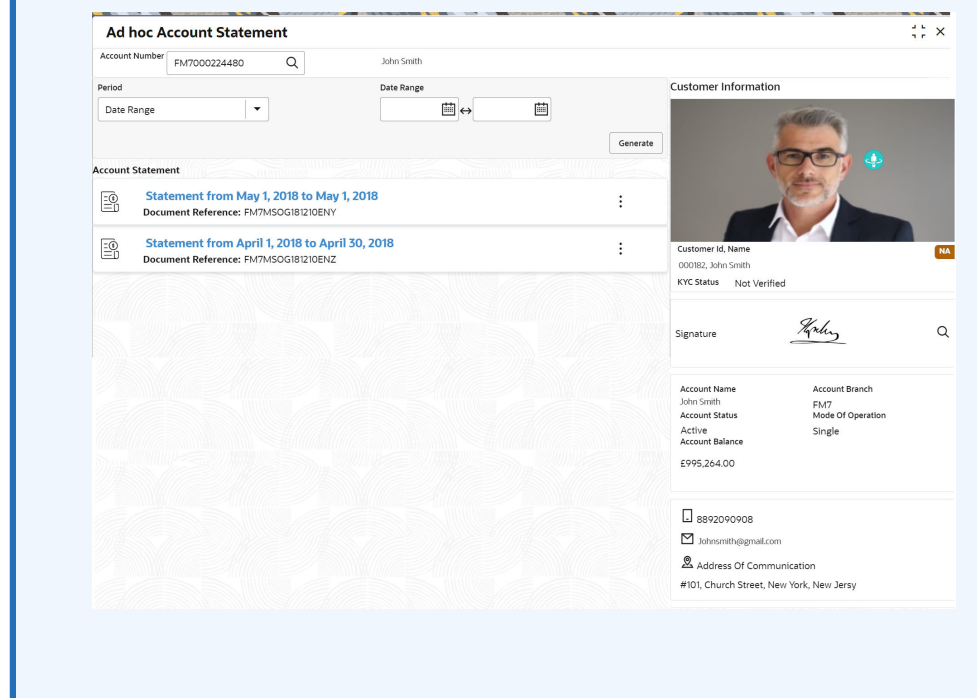 Ad hoc Account Statement
Account Number
FM7000224480
John Smith
Period
Date Range
Date Range
Generate
Account Statement
Statement from May 1, 2018 to May 1, 2018
Document Reference: FM7MSOG181210ENY
Statement from April 1, 2018 to April 30, 2018
Document Reference: FM7MSOG181210ENZ
Customer Information
Customer Id, Name
NA
000182, John Smith
KYC Status Not Verified
Signature
Account Name
John Smith
Account Status
Active
Account Balance
£995,264.00
Account Branch
FM7
Mode Of Operation
Single
8892090908
Johnsmith@gmail.com
Address Of Communication
#101, Church Street, New York, New Jersy